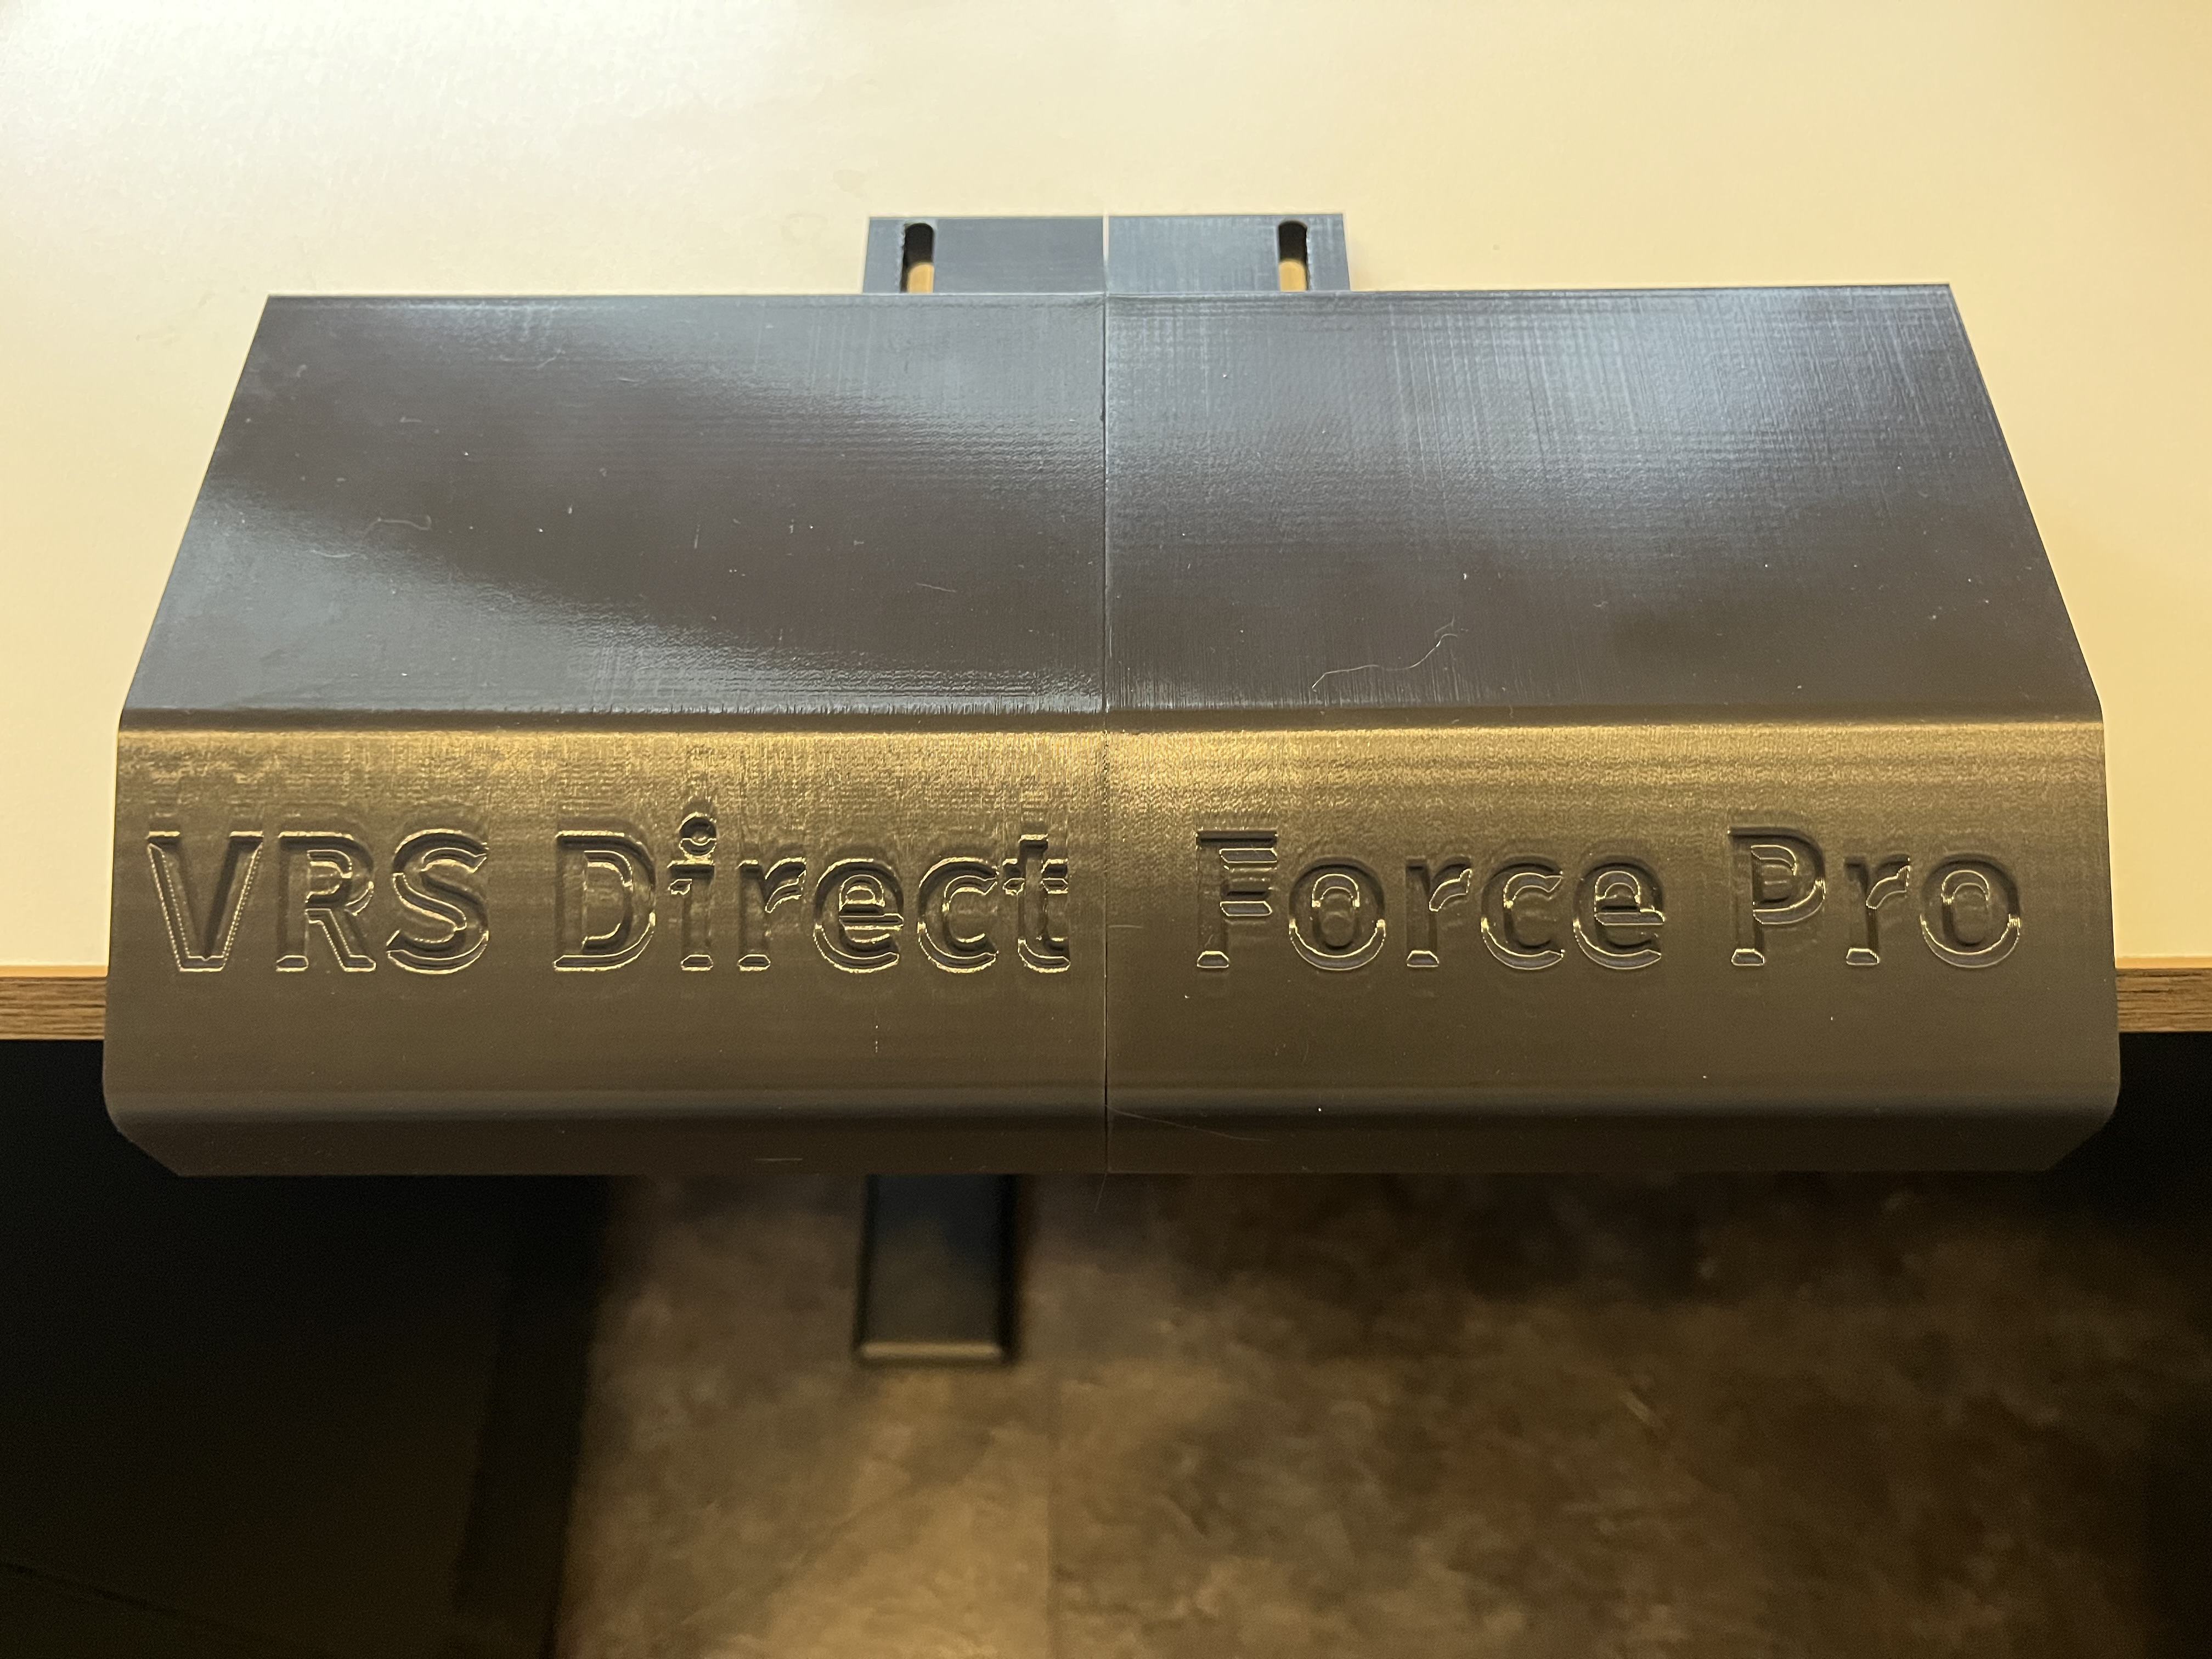 VRS Direct Force Pro